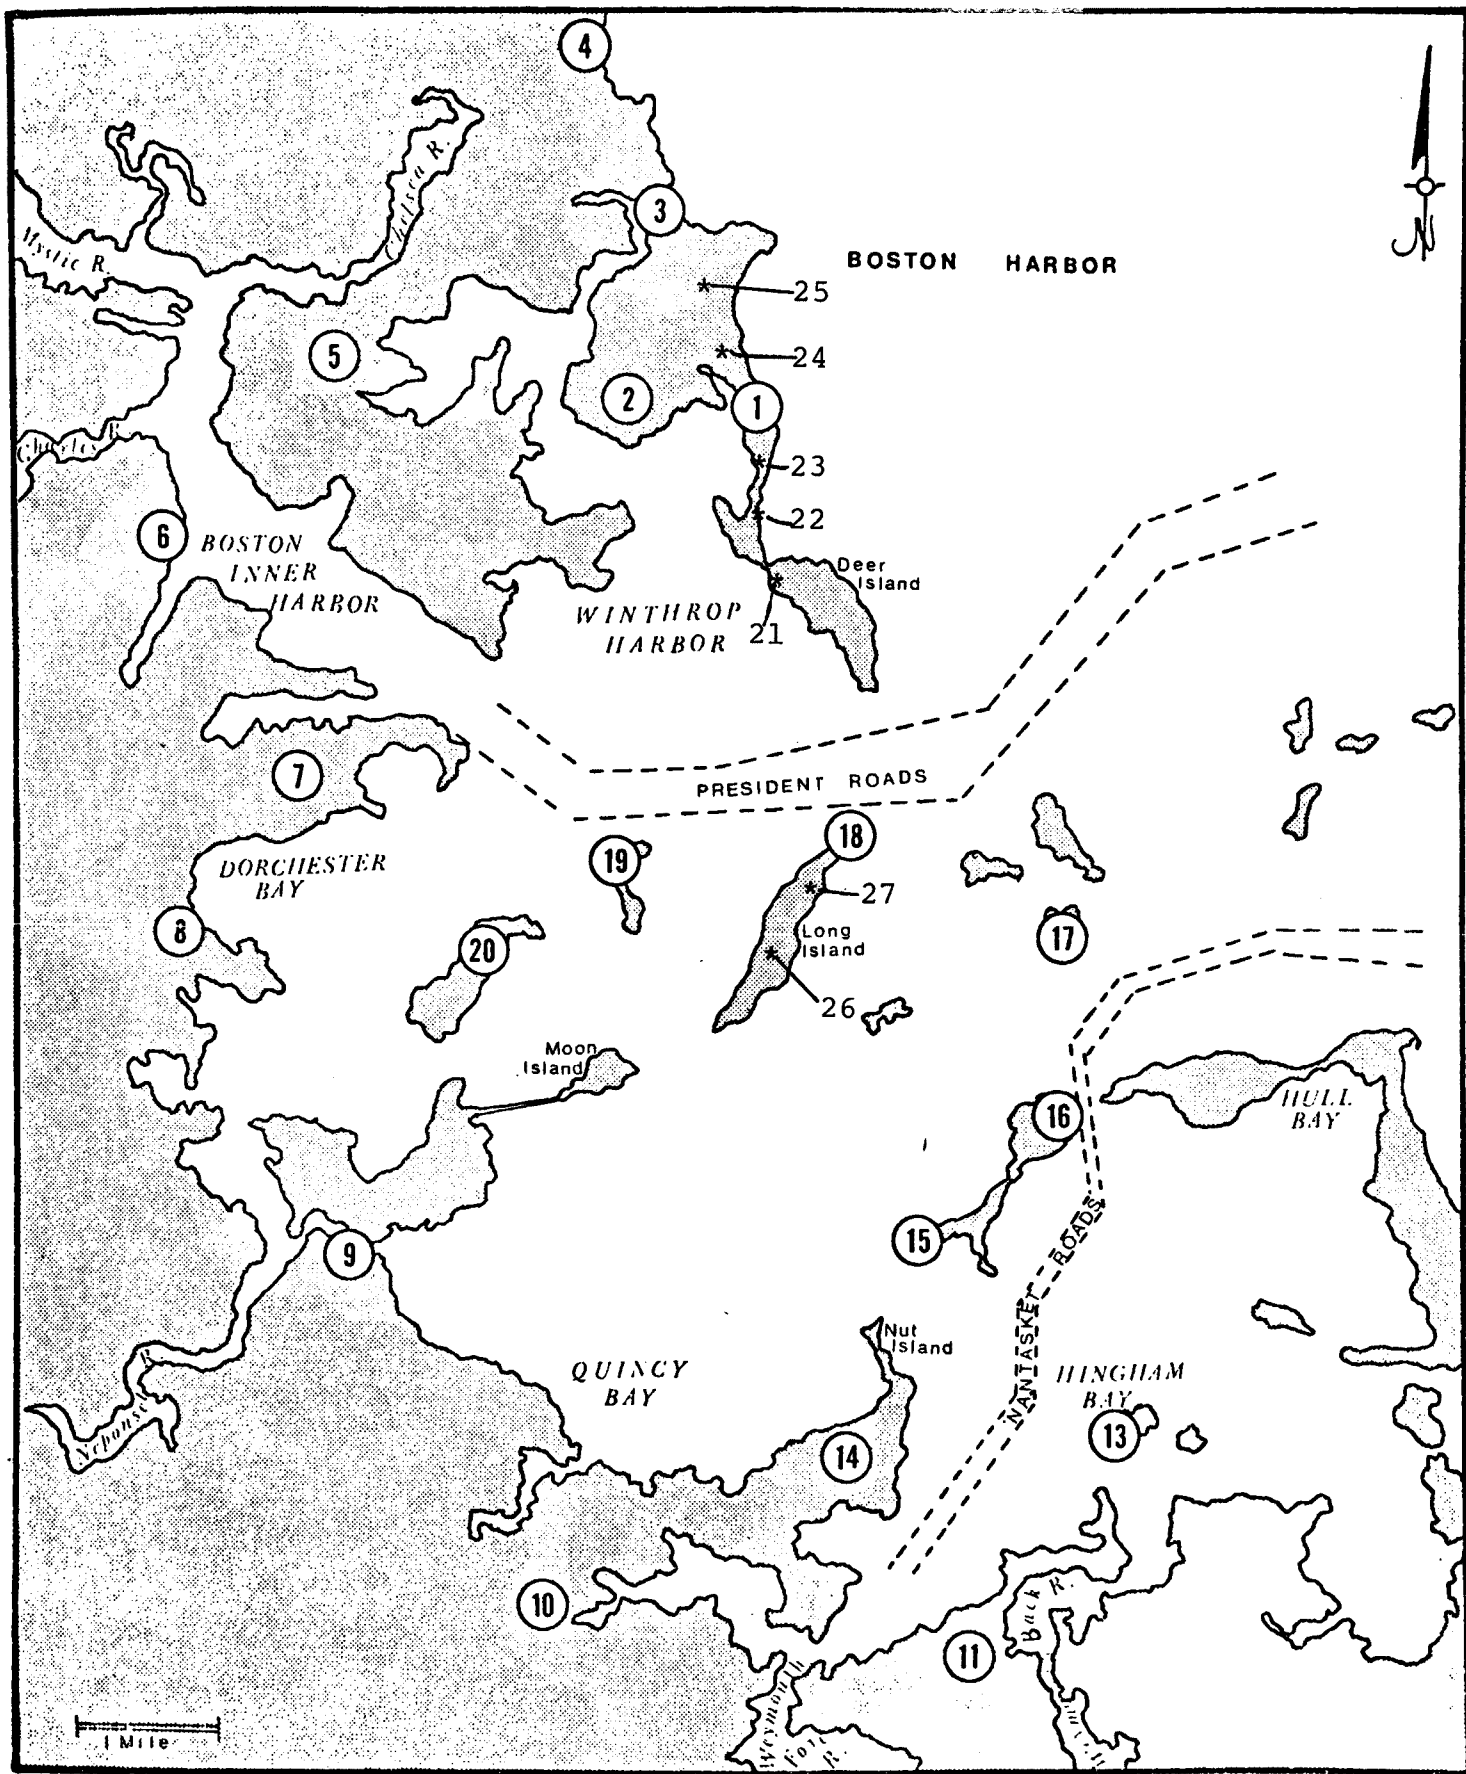 4
Chelsea R.
3
Mystic R.
BOSTON HARBOR
25
5
24
2
1
Charles R.
23
22
6
BOSTON
INNER
HARBOR
Deer
Island
WINTHROP
HARBOR
21
N
7
PRESIDENT ROADS
18
19
DORCHESTER
BAY
27
8
20
Long
Island
17
26
Moon
Island
16
HULL
BAY
15
9
NANTASKET ROADS
Nut
Island
QUINCY
BAY
HINGHAM
BAY
Neponset R.
13
14
10
Back R.
11
Weymouth
Fore
R.
1 Mile